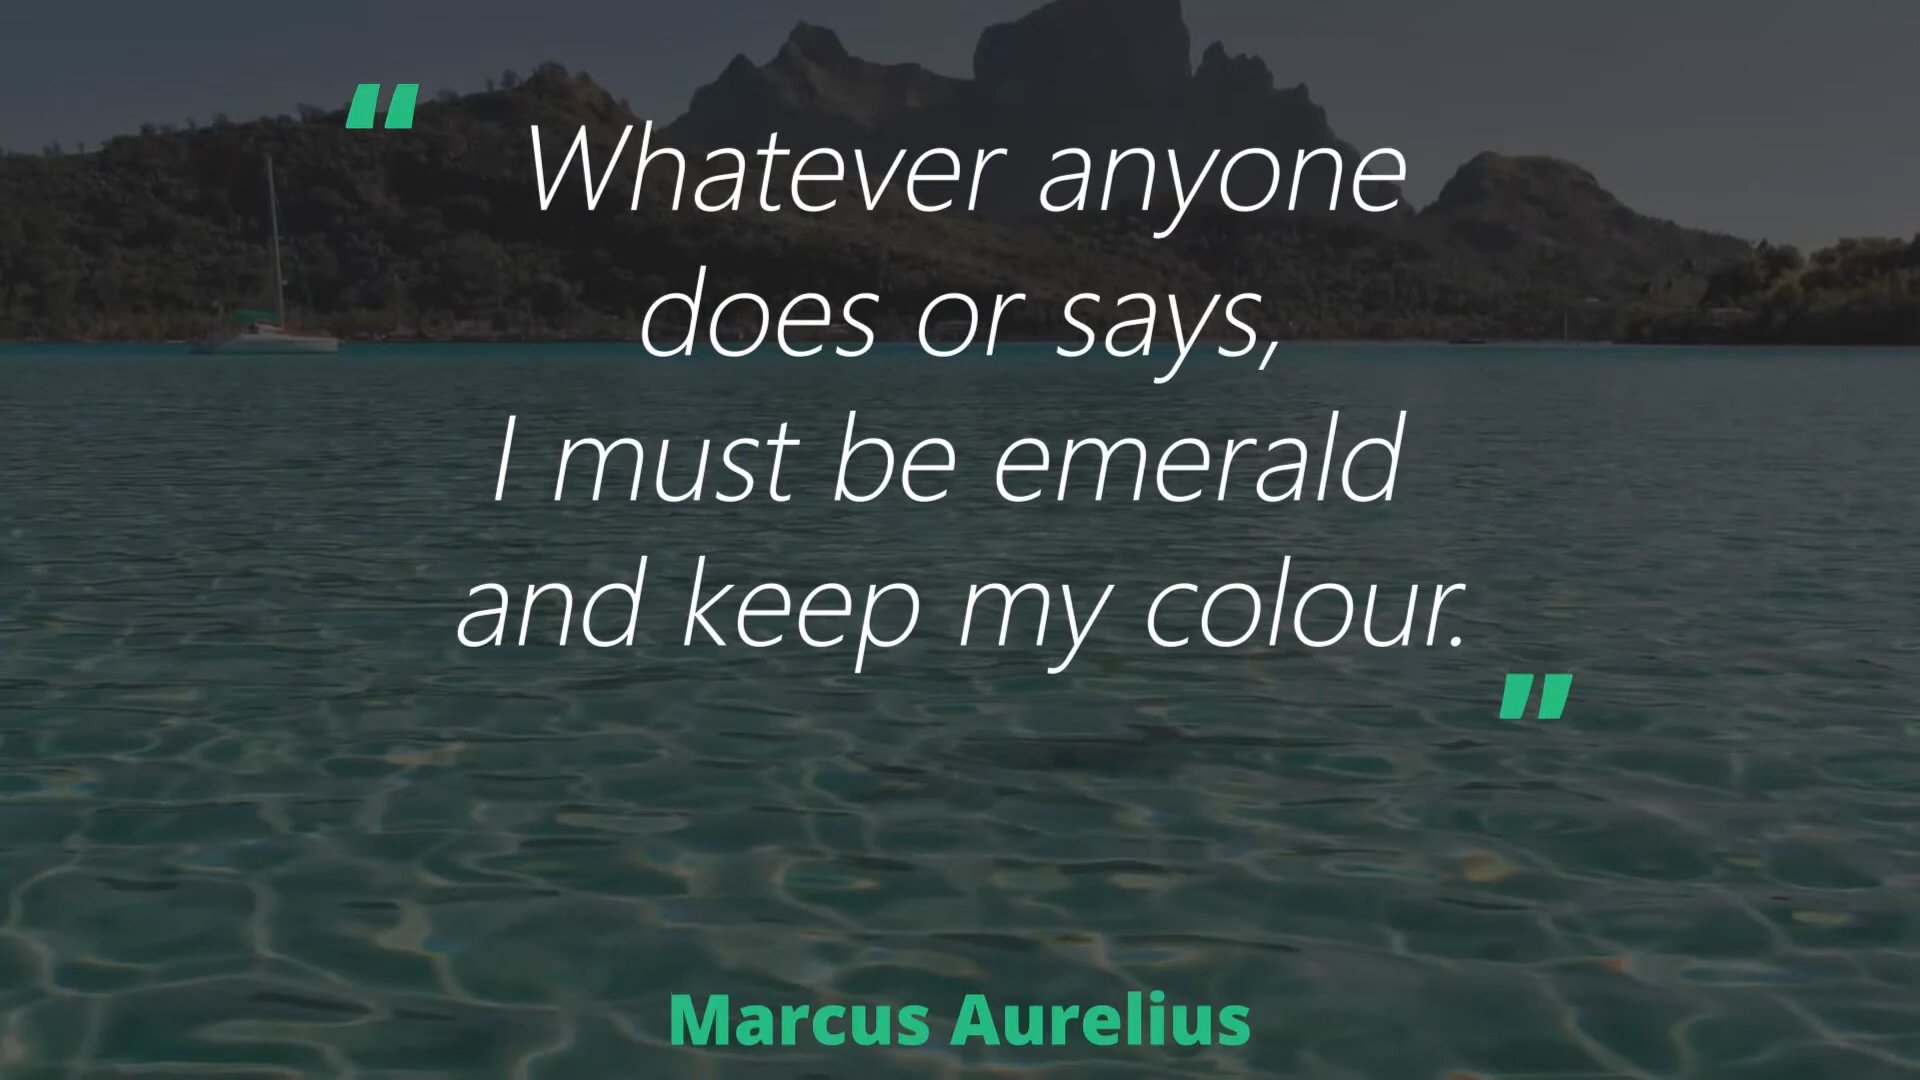 “
Whatever anyone
does or says,
I must be emerald
and keep my colour.
”
Marcus Aurelius